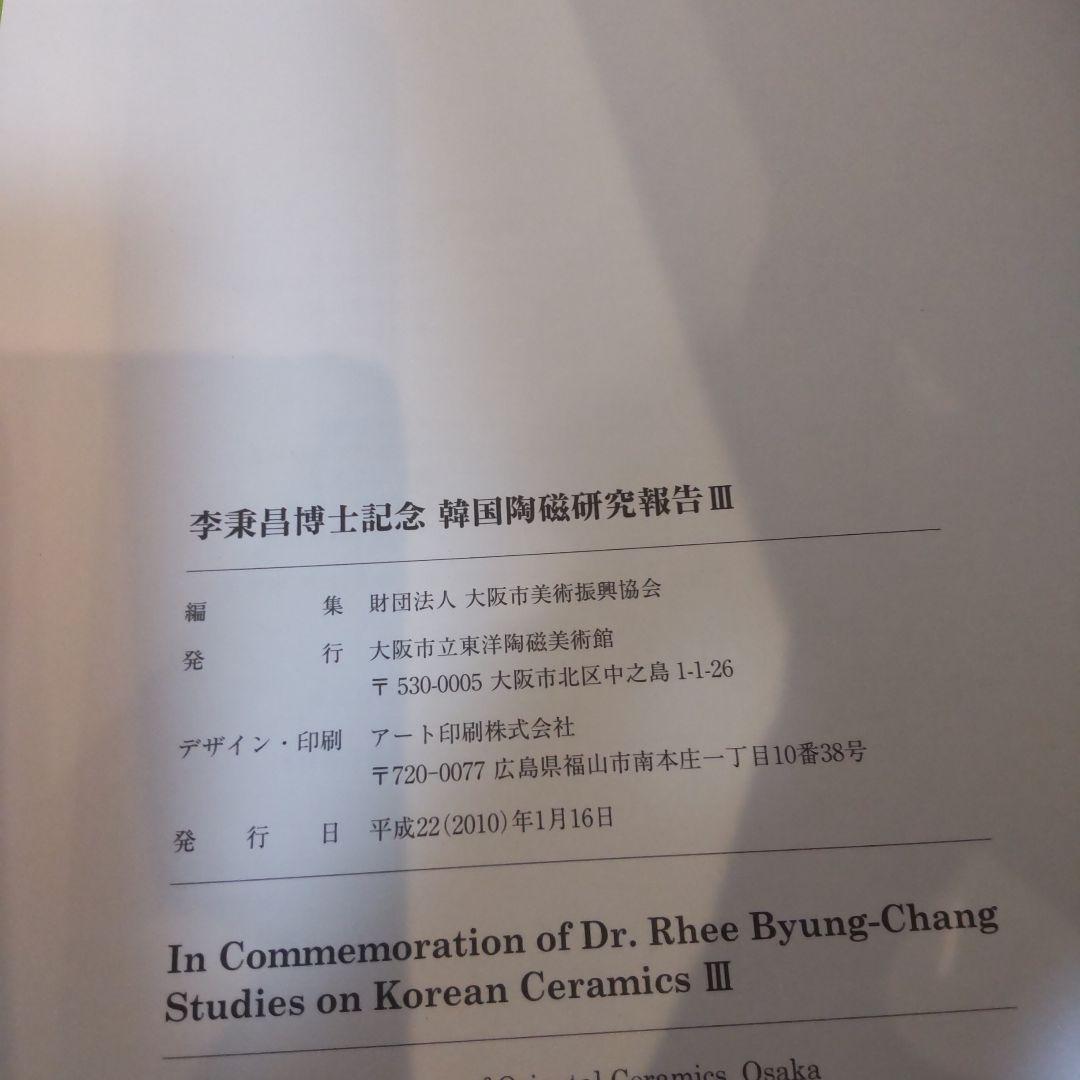 李秉昌博士記念 韓国陶磁研究報告Ⅲ
編集 財団法人 大阪市美術振興協会
発行 大阪市立東洋陶磁美術館
〒530-0005 大阪市北区中之島 1-1-26
デザイン・印刷 アート印刷株式会社
〒720-0077 広島県福山市南本庄一丁目10番38号
発行日 平成22(2010)年1月16日
In Commemoration of Dr. Rhee Byung-Chang
Studies on Korean Ceramics Ⅲ
of Oriental Ceramics, Osaka